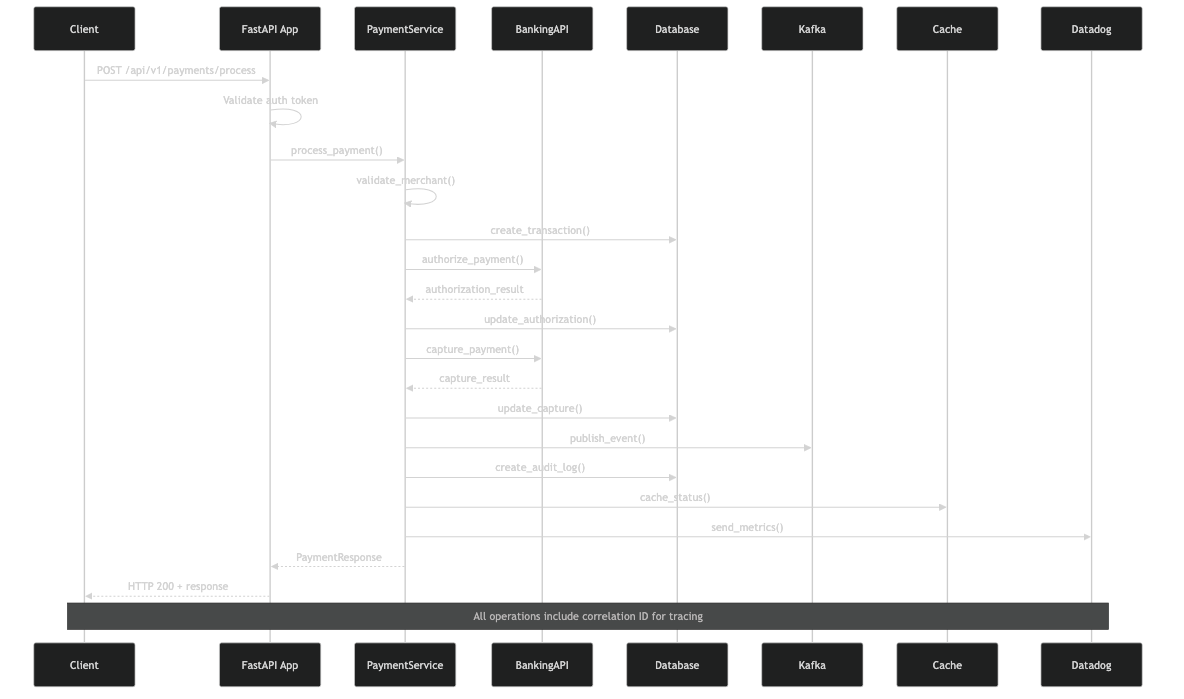 Client
FastAPI App
PaymentService
BankingAPI
Database
Kafka
Cache
Datadog
POST /api/v1/payments/process
Validate auth token
process_payment()
validate_merchant()
create_transaction()
authorize_payment()
authorization_result
update_authorization()
capture_payment()
capture_result
update_capture()
publish_event()
create_audit_log()
cache_status()
send_metrics()
PaymentResponse
HTTP 200 + response
All operations include correlation ID for tracing
Client
FastAPI App
PaymentService
BankingAPI
Database
Kafka
Cache
Datadog